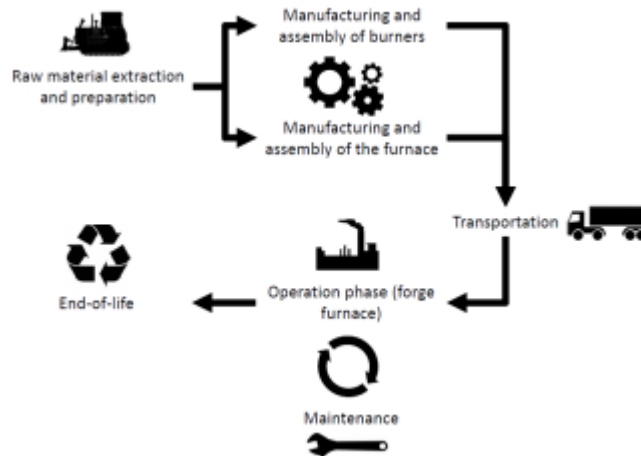 Manufacturing and
assembly of burners
Raw material extraction
and preparation
Manufacturing and
assembly of the furnace
Transportation
End-of-life
Operation phase (forge
furnace)
Maintenance